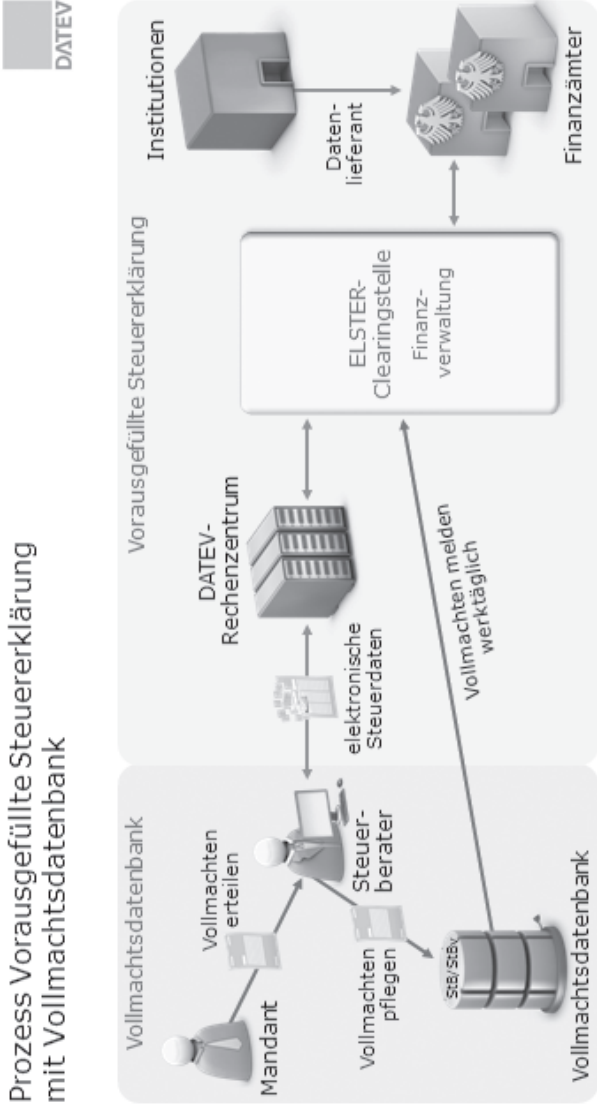 Prozess Vorausgefüllte Steuererklärung
mit Vollmachtsdatenbank
DATEV
Vollmachtsdatenbank
Mandant
Vollmachten
erteilen
Steuer-
berater
Vollmachten
pflegen
StB/ StBv
Vollmachtsdatenbank
Vorausgefüllte Steuererklärung
elektronische
Steuerdaten
DATEV-
Rechenzentrum
Vollmachten melden
werktäglich
ELSTER-
Clearingstelle
Finanz-
verwaltung
Institutionen
Daten-
lieferant
Finanzämter